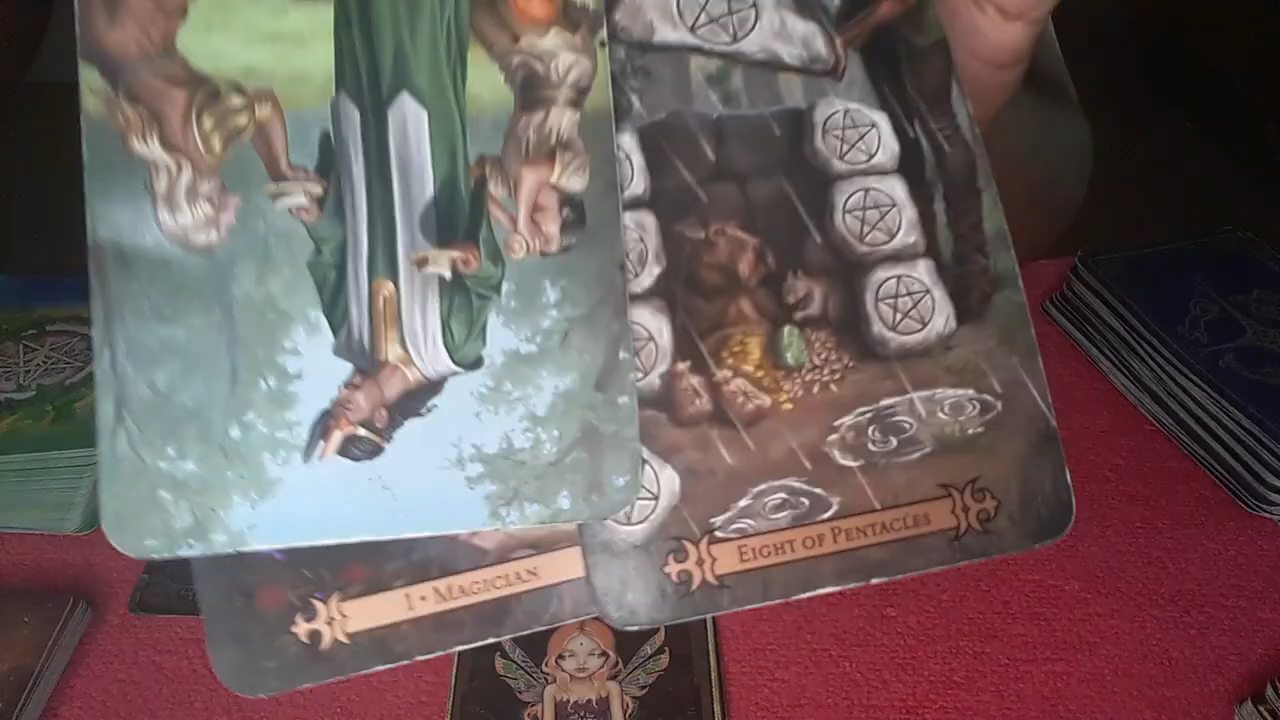 1 • MAGICIAN
EIGHT OF PENTACLES